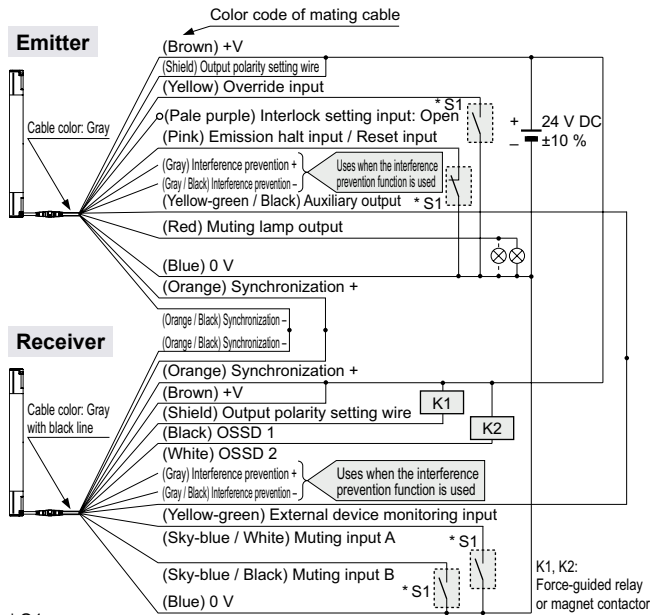 Color code of mating cable
Emitter
(Brown) +V
(Shield) Output polarity setting wire
(Yellow) Override input
* S1
(Pale purple) Interlock setting input: Open
+ 24 V DC
– ±10 %
Cable color: Gray
(Pink) Emission halt input / Reset input
(Gray) Interference prevention +
(Gray / Black) Interference prevention –
Uses when the interference
prevention function is used
* S1
(Yellow-green / Black) Auxiliary output
(Red) Muting lamp output
(Blue) 0 V
(Orange) Synchronization +
(Orange / Black) Synchronization –
(Orange / Black) Synchronization –
Receiver
(Orange) Synchronization +
(Brown) +V
K1
(Shield) Output polarity setting wire
Cable color: Gray
with black line
(Black) OSSD 1
K2
(White) OSSD 2
(Gray) Interference prevention +
(Gray / Black) Interference prevention –
Uses when the interference
prevention function is used
(Yellow-green) External device monitoring input
(Sky-blue / White) Muting input A
* S1
(Sky-blue / Black) Muting input B
* S1
(Blue) 0 V
K1, K2:
Force-guided relay
or magnet contactor